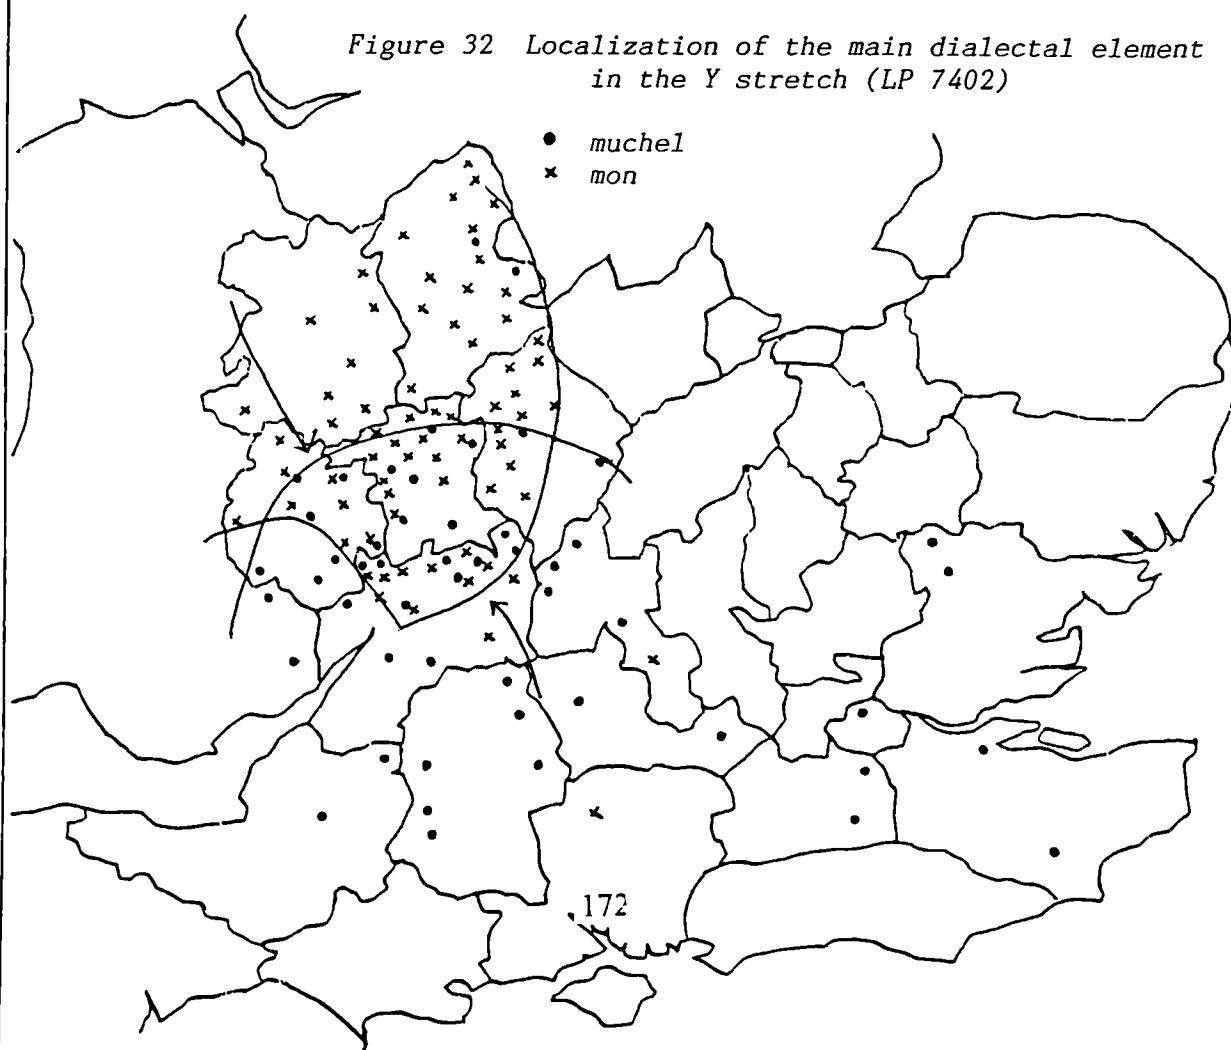 Figure 32 Localization of the main dialectal element
in the Y stretch (LP 7402)
muchel
mon
172